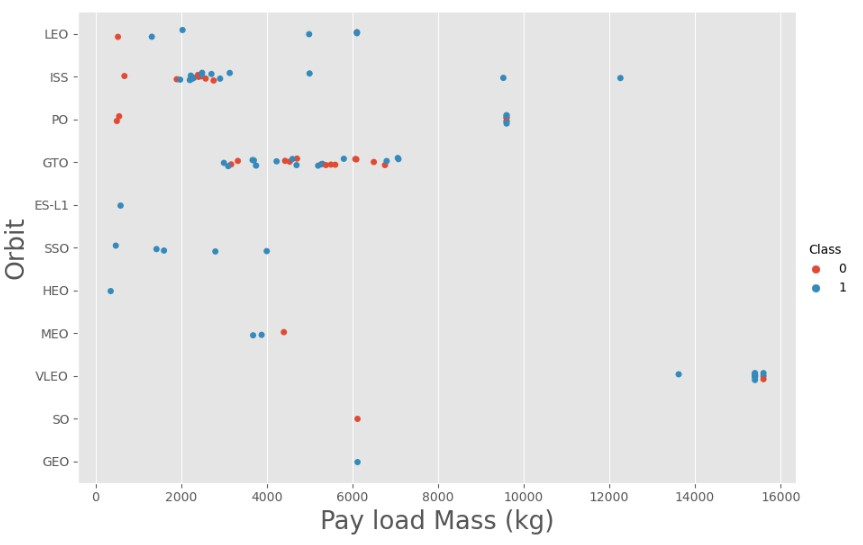 LEO
ISS
PO
GTO
ES-L1
SSO
HEO
MEO
VLEO
SO
GEO
Orbit
0 2000 4000 6000 8000 10000 12000 14000 16000
Pay load Mass (kg)
Class
0
1